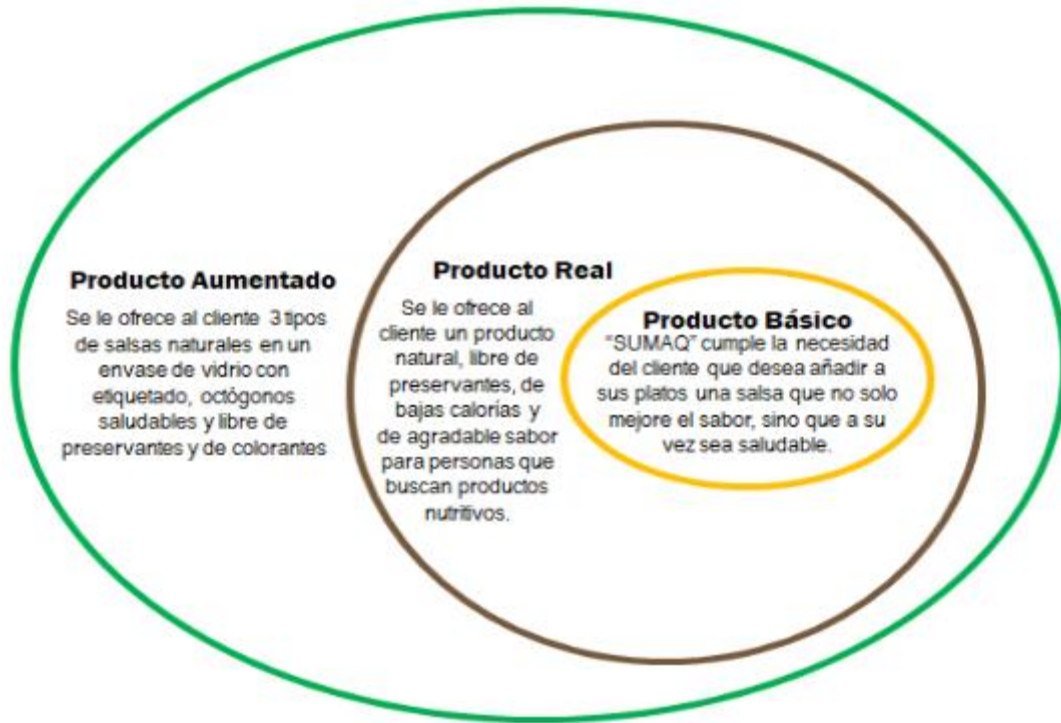 Producto Aumentado
Se le ofrece al cliente 3 tipos
de salsas naturales en un
envase de vidrio con
etiquetado, octógonos
saludables y libre de
preservantes y de colorantes
Producto Real
Se le ofrece al
cliente un producto
natural, libre de
preservantes, de
bajas calorías y
de agradable sabor
para personas que
buscan productos
nutritivos.
Producto Básico
"SUMAQ" cumple la necesidad
del cliente que desea añadir a
sus platos una salsa que no solo
mejore el sabor, sino que a su
vez sea saludable.